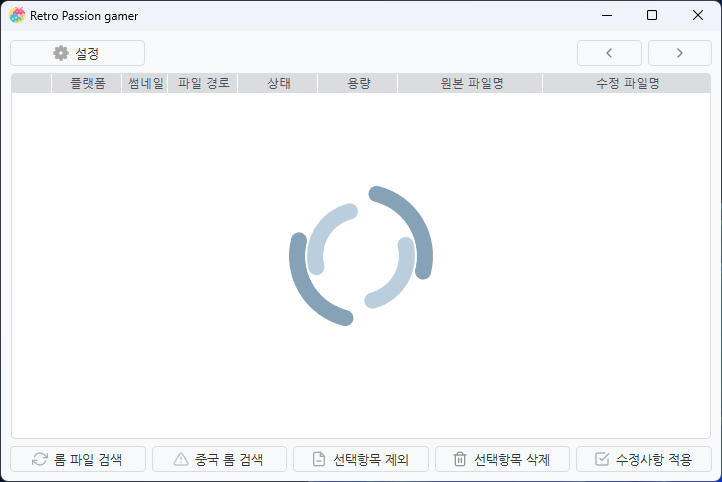 Retro Passion gamer
설정
플랫폼 썸네일 파일 경로 상태 용량 원본 파일명 수정 파일명
롬 파일 검색 중국 롬 검색 선택항목 제외 선택항목 삭제 수정사항 적용